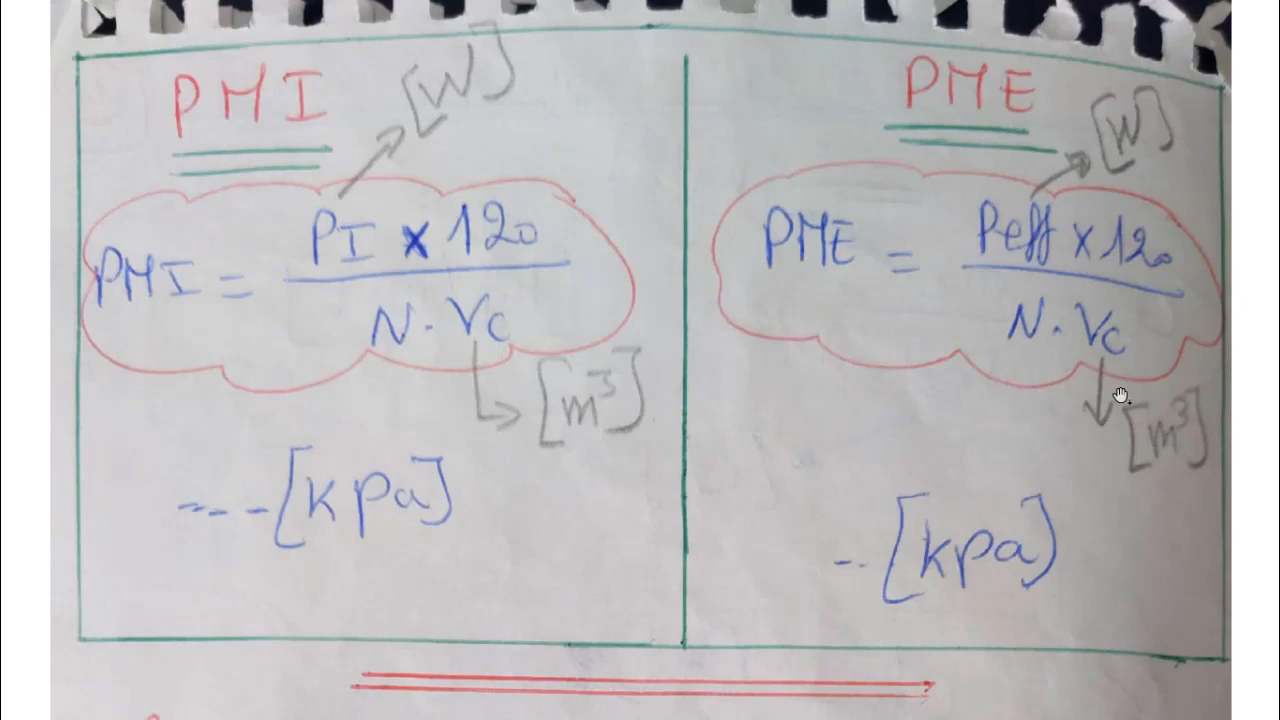 PMI
[W]
PMI = PI × 120 / N . Vc
[m³]
---- [kpa]
PME
[W]
PME = Peff × 120 / N . Vc
[m³]
-- [kpa]